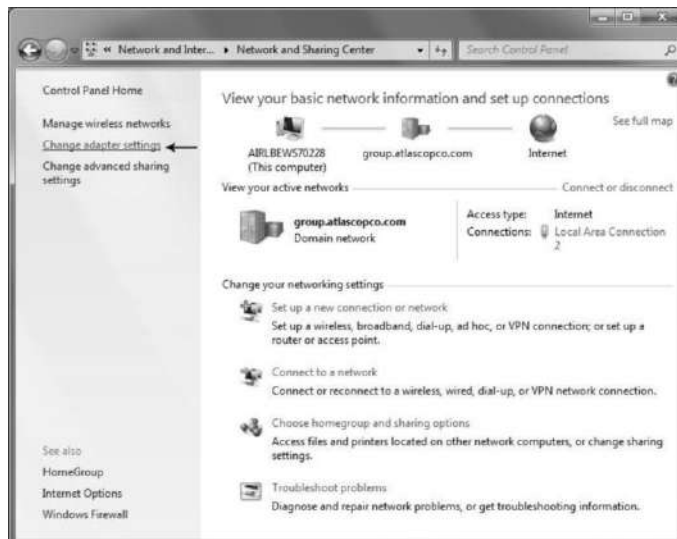 « Network and Inter... ▸ Network and Sharing Center
Search Control Panel
Control Panel Home
Manage wireless networks
Change adapter settings
Change advanced sharing
settings
See also
HomeGroup
Internet Options
Windows Firewall
View your basic network information and set up connections
See full map
AIRLBEWS70228
(This computer)
group.atlascopco.com
Internet
View your active networks
Connect or disconnect
group.atlascopco.com
Domain network
Access type: Internet
Connections: Local Area Connection
2
Change your networking settings
Set up a new connection or network
Set up a wireless, broadband, dial-up, ad hoc, or VPN connection; or set up a
router or access point.
Connect to a network
Connect or reconnect to a wireless, wired, dial-up, or VPN network connection.
Choose homegroup and sharing options
Access files and printers located on other network computers, or change sharing
settings.
Troubleshoot problems
Diagnose and repair network problems, or get troubleshooting information.